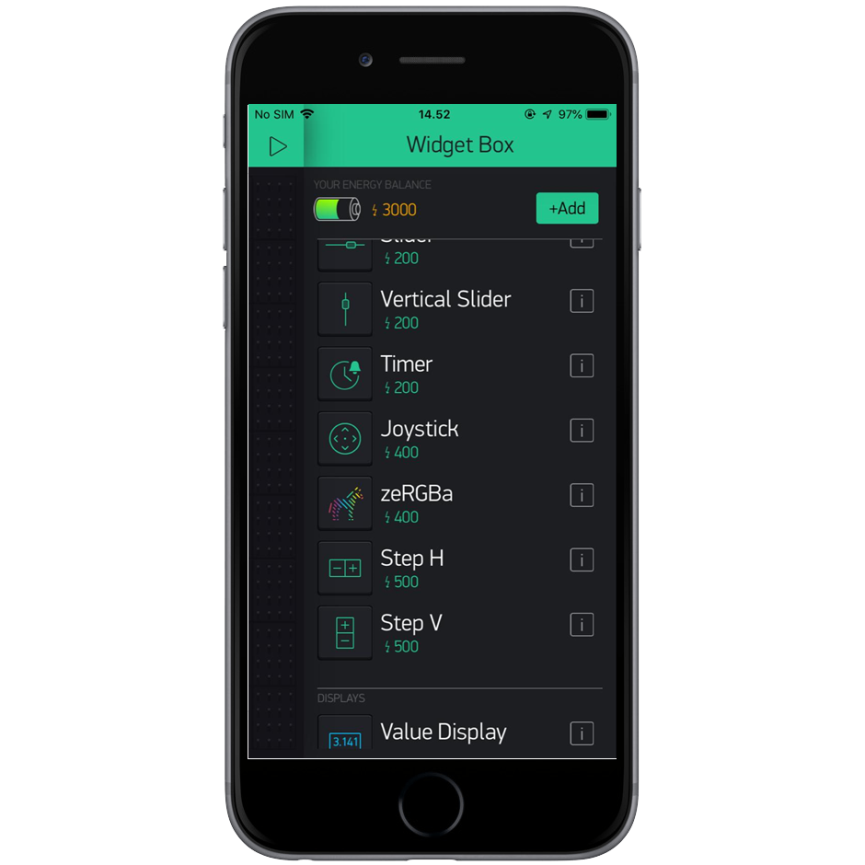 No SIM 14.52 97%
Widget Box
YOUR ENERGY BALANCE
3000 +Add
Slider
200
Vertical Slider
200
Timer
200
Joystick
400
zeRGBa
400
Step H
500
Step V
500
DISPLAYS
Value Display
3.141